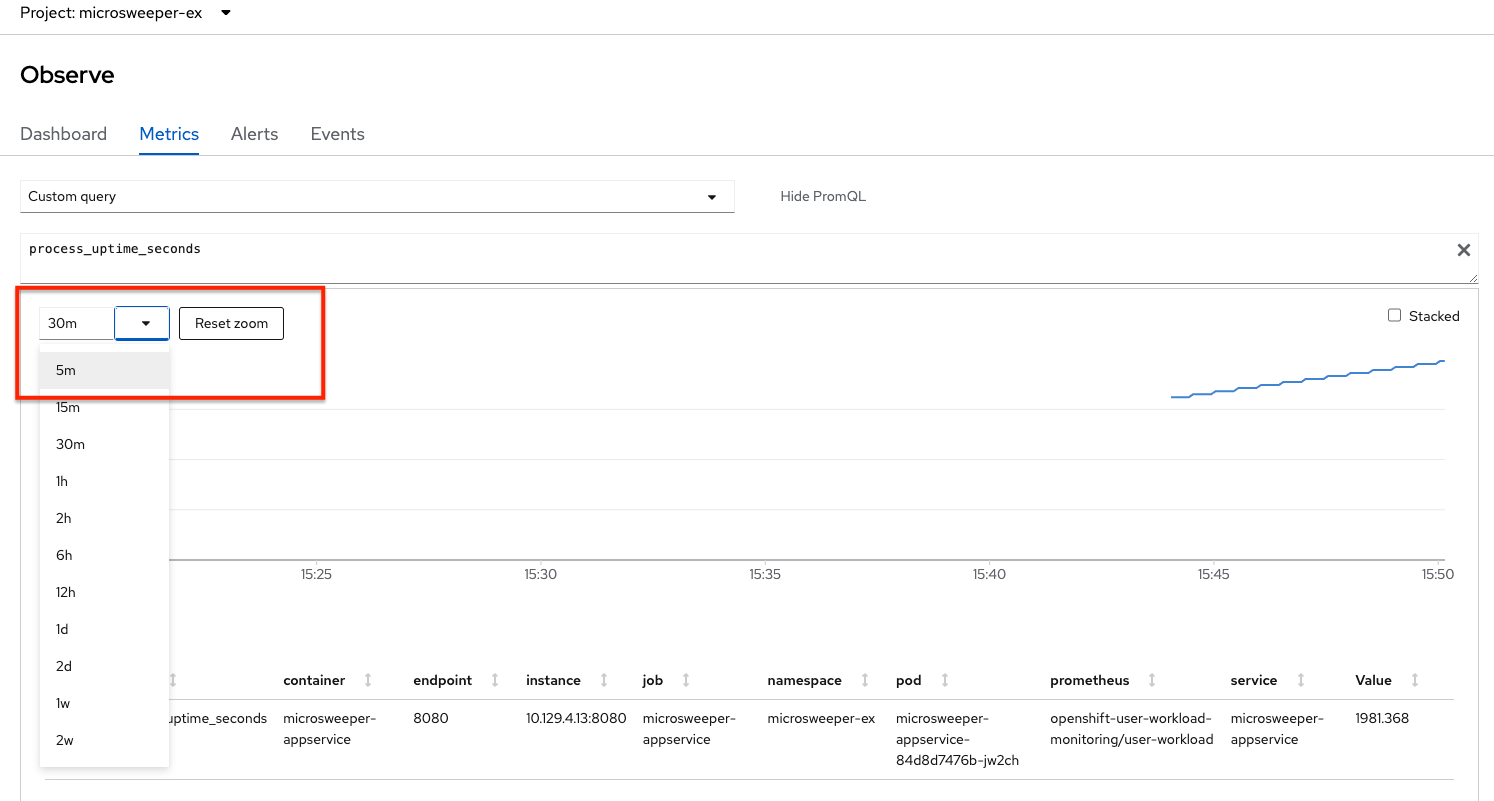 Project: microsweeper-ex
Observe
Dashboard Metrics Alerts Events
Custom query Hide PromQL
process_uptime_seconds
30m Reset zoom Stacked
5m
15m
30m
1h
2h
6h
12h
1d
2d
1w
2w
15:25 15:30 15:35 15:40 15:45 15:50
container endpoint instance job namespace pod prometheus service Value
uptime_seconds microsweeper- 8080 10.129.4.13:8080 microsweeper- microsweeper-ex microsweeper- openshift-user-workload- microsweeper- 1981.368
appservice appservice appservice- monitoring/user-workload appservice
84d8d7476b-jw2ch